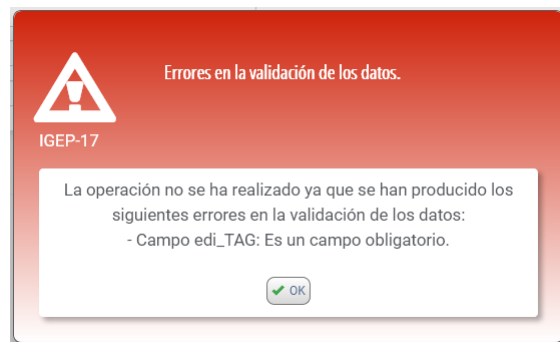 Errores en la validación de los datos.
IGEP-17
La operación no se ha realizado ya que se han producido los
siguientes errores en la validación de los datos:
- Campo edi_TAG: Es un campo obligatorio.
OK